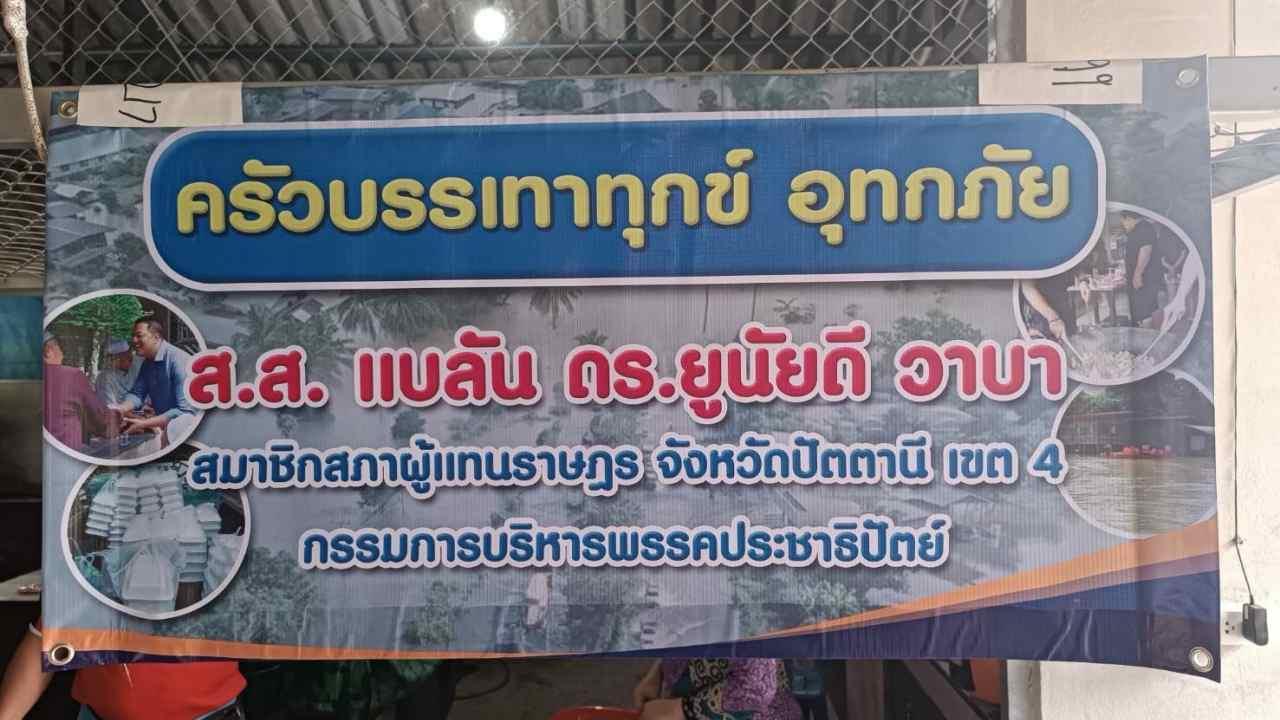 ครัวบรรเทาทุกข์ อุทกภัย
ส.ส. แบลัน ดร.ยูนัยดี วาบา
สมาชิกสภาผู้แทนราษฎร จังหวัดปัตตานี เขต 4
กรรมการบริหารพรรคประชาธิปัตย์